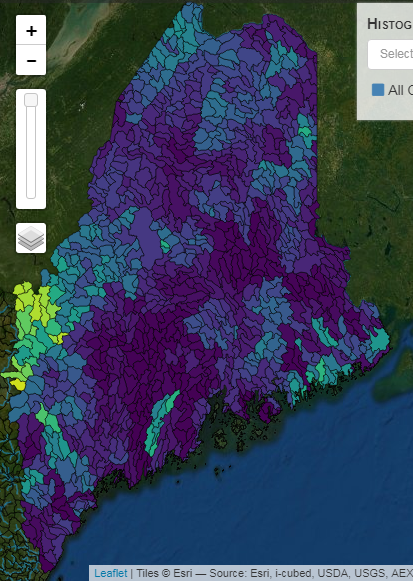 +
HISTOG
−
Select
All
Leaflet | Tiles © Esri — Source: Esri, i-cubed, USDA, USGS, AEX